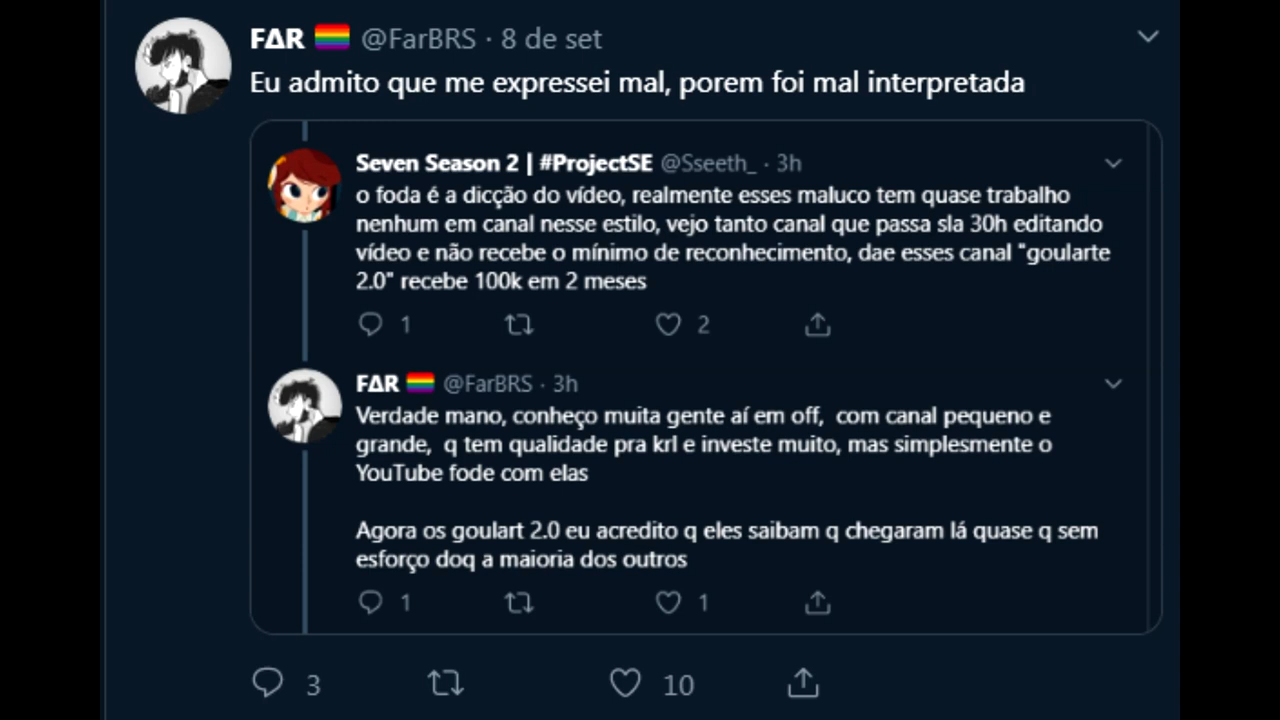 FΔR 🏳️‍🌈 @FarBRS · 8 de set
Eu admito que me expressei mal, porem foi mal interpretada
Seven Season 2 | #ProjectSE @Sseeth_ · 3h
o foda é a dicção do vídeo, realmente esses maluco tem quase trabalho
nenhum em canal nesse estilo, vejo tanto canal que passa sla 30h editando
vídeo e não recebe o mínimo de reconhecimento, dae esses canal "goularte
2.0" recebe 100k em 2 meses
1 2
FΔR 🏳️‍🌈 @FarBRS · 3h
Verdade mano, conheço muita gente aí em off, com canal pequeno e
grande, q tem qualidade pra krl e investe muito, mas simplesmente o
YouTube fode com elas
Agora os goulart 2.0 eu acredito q eles saibam q chegaram lá quase q sem
esforço doq a maioria dos outros
1 1
3 10